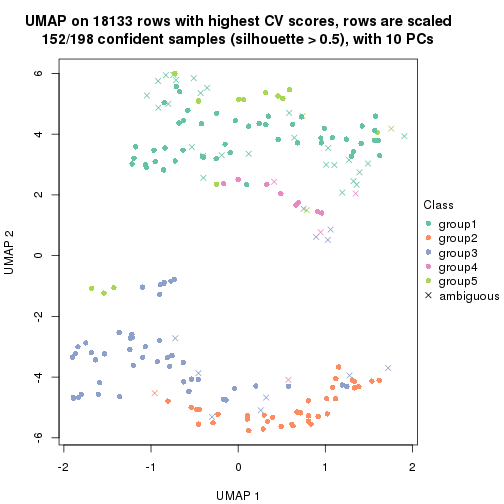 UMAP on 18133 rows with highest CV scores, rows are scaled
152/198 confident samples (silhouette > 0.5), with 10 PCs
6
4
2
0
-2
-4
-6
UMAP 2
-2
-1
0
1
2
UMAP 1
Class
group1
group2
group3
group4
group5
ambiguous